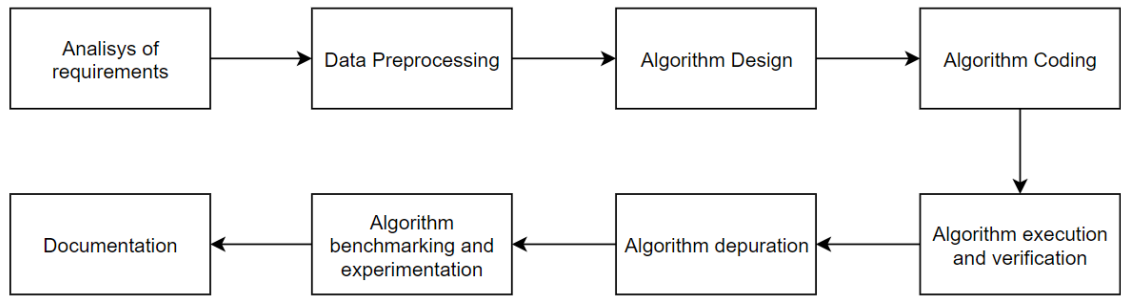 Analisys of
requirements
Data Preprocessing
Algorithm Design
Algorithm Coding
Algorithm execution
and verification
Algorithm depuration
Algorithm
benchmarking and
experimentation
Documentation